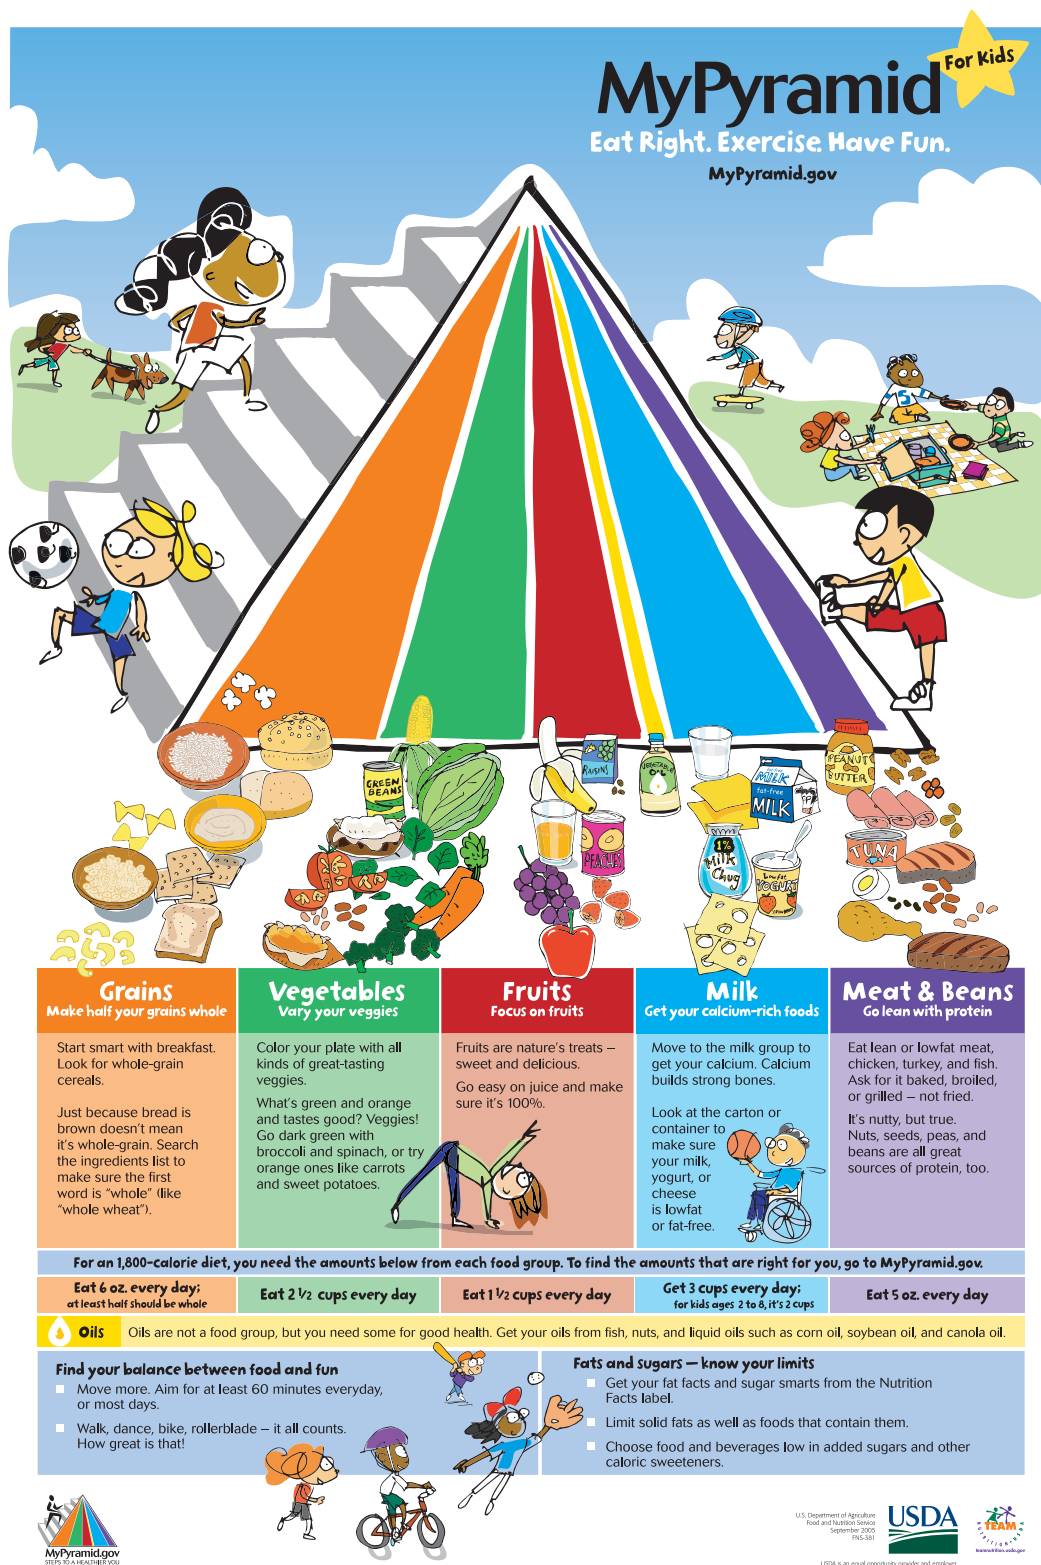 For Kids
MyPyramid
Eat Right. Exercise. Have Fun.
MyPyramid.gov
GREEN
BEANS
RAISINS
VEGETABLE
OIL
fat-free
MILK
fat-free
MILK
PEANUT
BUTTER
PEACHES
1%
Milk
Chug
Lowfat
YOGURT
TUNA
Grains
Make half your grains whole
Start smart with breakfast.
Look for whole-grain
cereals.
Just because bread is
brown doesn't mean
it's whole-grain. Search
the ingredients list to
make sure the first
word is “whole” (like
“whole wheat”).
Vegetables
Vary your veggies
Color your plate with all
kinds of great-tasting
veggies.
What's green and orange
and tastes good? Veggies!
Go dark green with
broccoli and spinach, or try
orange ones like carrots
and sweet potatoes.
Fruits
Focus on fruits
Fruits are nature's treats –
sweet and delicious.
Go easy on juice and make
sure it's 100%.
Milk
Get your calcium-rich foods
Move to the milk group to
get your calcium. Calcium
builds strong bones.
Look at the carton or
container to
make sure
your milk,
yogurt, or
cheese
is lowfat
or fat-free.
Meat & Beans
Go lean with protein
Eat lean or lowfat meat,
chicken, turkey, and fish.
Ask for it baked, broiled,
or grilled – not fried.
It's nutty, but true.
Nuts, seeds, peas, and
beans are all great
sources of protein, too.
For an 1,800-calorie diet, you need the amounts below from each food group. To find the amounts that are right for you, go to MyPyramid.gov.
Eat 6 oz. every day;
at least half should be whole
Eat 2 1/2 cups every day
Eat 1 1/2 cups every day
Get 3 cups every day;
for kids ages 2 to 8, it's 2 cups
Eat 5 oz. every day
Oils
Oils are not a food group, but you need some for good health. Get your oils from fish, nuts, and liquid oils such as corn oil, soybean oil, and canola oil.
Find your balance between food and fun
Move more. Aim for at least 60 minutes everyday,
or most days.
Walk, dance, bike, rollerblade – it all counts.
How great is that!
Fats and sugars — know your limits
Get your fat facts and sugar smarts from the Nutrition
Facts label.
Limit solid fats as well as foods that contain them.
Choose food and beverages low in added sugars and other
caloric sweeteners.
MyPyramid.gov
STEPS TO A HEALTHIER YOU
U.S. Department of Agriculture
Food and Nutrition Service
September 2005
FNS-381
USDA
TEAM
NUTRITION USDA
teamnutrition.usda.gov
USDA is an equal opportunity provider and employer.